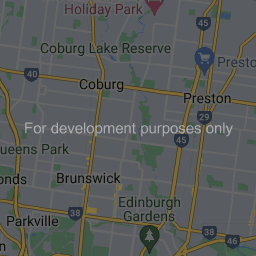 Holiday Park
45
Coburg Lake Reserve
Prestor
40
Coburg
Preston
29
For development purposes only
ueens Park
45
onds
Brunswick
38
Edinburgh
Gardens
Parkville
38
46
n